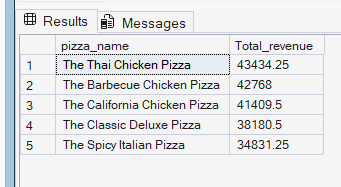 Results Messages
pizza_name Total_revenue
1 The Thai Chicken Pizza 43434.25
2 The Barbecue Chicken Pizza 42768
3 The California Chicken Pizza 41409.5
4 The Classic Deluxe Pizza 38180.5
5 The Spicy Italian Pizza 34831.25